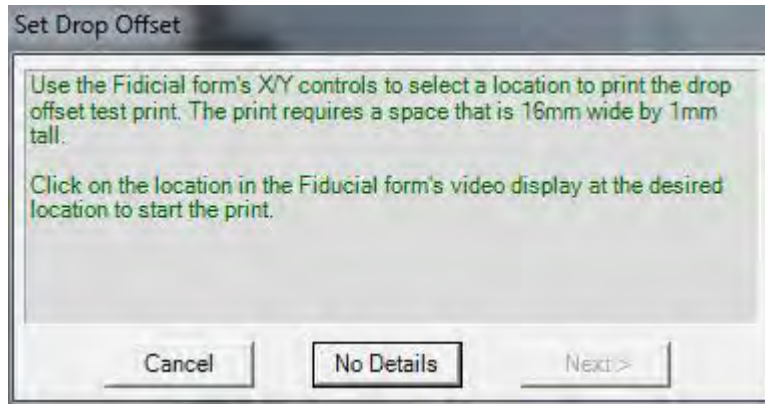 Set Drop Offset
Use the Fidicial form's X/Y controls to select a location to print the drop
offset test print. The print requires a space that is 16mm wide by 1mm
tall.
Click on the location in the Fiducial form's video display at the desired
location to start the print.
Cancel
No Details
Next >